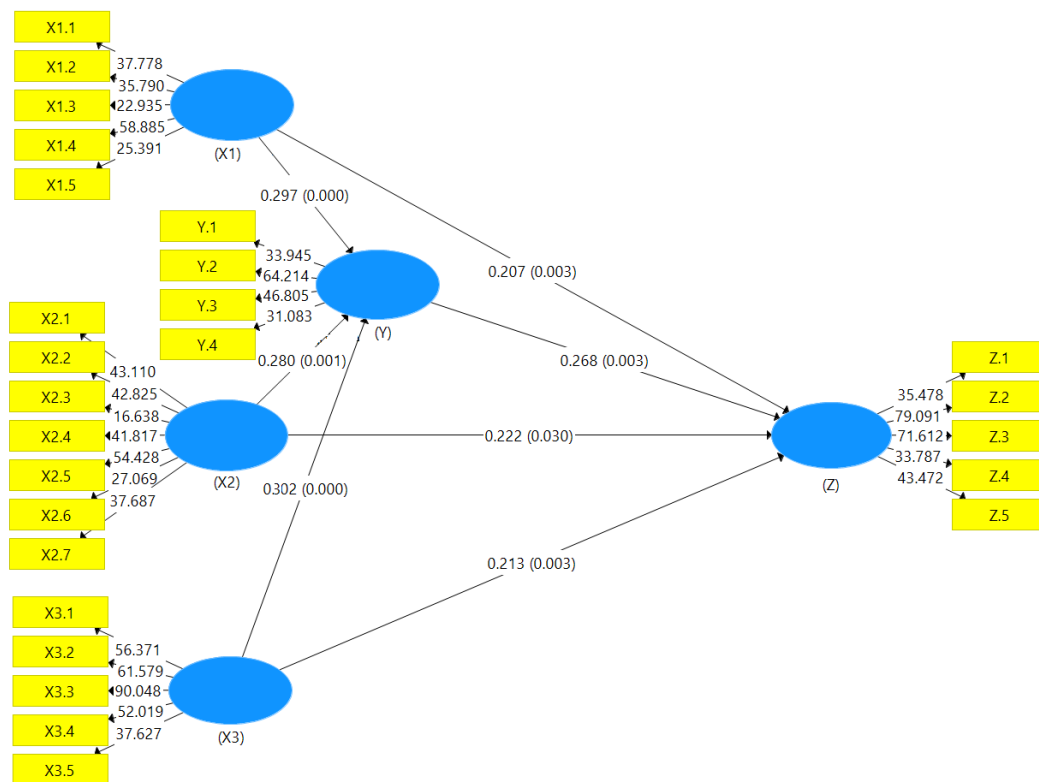 X1.1
X1.2
X1.3
X1.4
X1.5
37.778
35.790
22.935
58.885
25.391
(X1)
0.297 (0.000)
0.207 (0.003)
Y.1
Y.2
Y.3
Y.4
33.945
64.214
46.805
31.083
(Y)
0.280 (0.001)
0.268 (0.003)
X2.1
X2.2
X2.3
X2.4
X2.5
X2.6
X2.7
43.110
42.825
16.638
41.817
54.428
27.069
37.687
(X2)
0.222 (0.030)
0.302 (0.000)
0.213 (0.003)
Z.1
Z.2
Z.3
Z.4
Z.5
35.478
79.091
71.612
33.787
43.472
(Z)
X3.1
X3.2
X3.3
X3.4
X3.5
56.371
61.579
90.048
52.019
37.627
(X3)